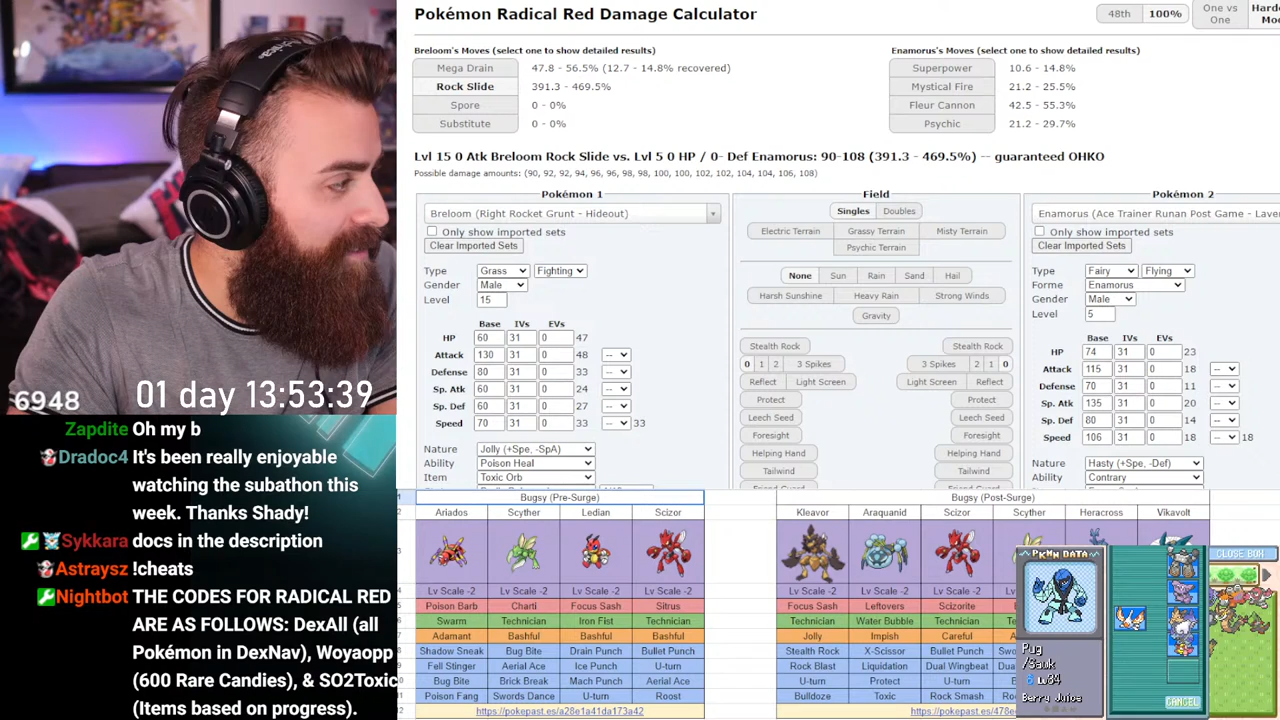 Pokémon Radical Red Damage Calculator
48th 100% One vs One
Breloom's Moves (select one to show detailed results)
Mega Drain 47.8 - 56.5% (12.7 - 14.8% recovered)
Rock Slide 391.3 - 469.5%
Spore 0 - 0%
Substitute 0 - 0%
Enamorus's Moves (select one to show detailed results)
Superpower 10.6 - 14.8%
Mystical Fire 21.2 - 25.5%
Fleur Cannon 42.5 - 55.3%
Psychic 21.2 - 29.7%
Lvl 15 0 Atk Breloom Rock Slide vs. Lvl 5 0 HP / 0- Def Enamorus: 90-108 (391.3 - 469.5%) -- guaranteed OHKO
Possible damage amounts: (90, 92, 92, 94, 96, 96, 98, 98, 100, 100, 102, 102, 104, 104, 106, 108)
Pokémon 1
Breloom (Right Rocket Grunt - Hideout)
Only show imported sets
Clear Imported Sets
Type Grass Fighting
Gender Male
Level 15
Base IVs EVs
HP 60 31 0 47
Attack 130 31 0 48 --
Defense 80 31 0 33 --
Sp. Atk 60 31 0 24 --
Sp. Def 60 31 0 27 --
Speed 70 31 0 33 -- 33
Nature Jolly (+Spe, -SpA)
Ability Poison Heal
Item Toxic Orb
Field
Singles Doubles
Electric Terrain Grassy Terrain Misty Terrain
Psychic Terrain
None Sun Rain Sand Hail
Harsh Sunshine Heavy Rain Strong Winds
Gravity
Stealth Rock Stealth Rock
0 1 2 3 Spikes 3 Spikes 2 1 0
Reflect Light Screen Light Screen Reflect
Protect Protect
Leech Seed Leech Seed
Foresight Foresight
Helping Hand Helping Hand
Tailwind Tailwind
Pokémon 2
Enamorus (Ace Trainer Runan Post Game - Lave
Only show imported sets
Clear Imported Sets
Type Fairy Flying
Forme Enamorus
Gender Male
Level 5
Base IVs EVs
HP 74 31 0 23
Attack 115 31 0 18 --
Defense 70 31 0 11 --
Sp. Atk 135 31 0 20 --
Sp. Def 80 31 0 14 --
Speed 106 31 0 18 -- 18
Nature Hasty (+Spe, -Def)
Ability Contrary
6948 01 day 13:53:39
Zapdite Oh my b
Dradoc4 It's been really enjoyable
watching the subathon this
week. Thanks Shady!
Sykkara docs in the description
Astraysz !cheats
Nightbot THE CODES FOR RADICAL RED
ARE AS FOLLOWS: DexAll (all
Pokémon in DexNav), Woyaopp
(600 Rare Candies), & SO2Toxic
(Items based on progress).
Bugsy (Pre-Surge)
Ariados Scyther Ledian Scizor
Lv Scale -2 Lv Scale -2 Lv Scale -2 Lv Scale -2
Poison Barb Charti Focus Sash Sitrus
Swarm Technician Iron Fist Technician
Adamant Bashful Bashful Bashful
Shadow Sneak Bug Bite Drain Punch Bullet Punch
Fell Stinger Aerial Ace Ice Punch U-turn
Bug Bite Brick Break Mach Punch Aerial Ace
Poison Fang Swords Dance U-turn Roost
https://pokepast.es/a28e1a41da173a42
Bugsy (Post-Surge)
Kleavor Araquanid Scizor Scyther Heracross Vikavolt
Lv Scale -2 Lv Scale -2 Lv Scale -2
Focus Sash Leftovers Scizorite
Technician Water Bubble Technician
Jolly Impish Careful
Stealth Rock X-Scissor Bullet Punch
Rock Blast Liquidation Dual Wingbeat
U-turn Protect U-turn
Bulldoze Toxic Rock Smash
https://pokepast.es/478e
PKMN DATA
Pug
/Sawk
Lv34
Berry Juice
CLOSE BOX
CANCEL